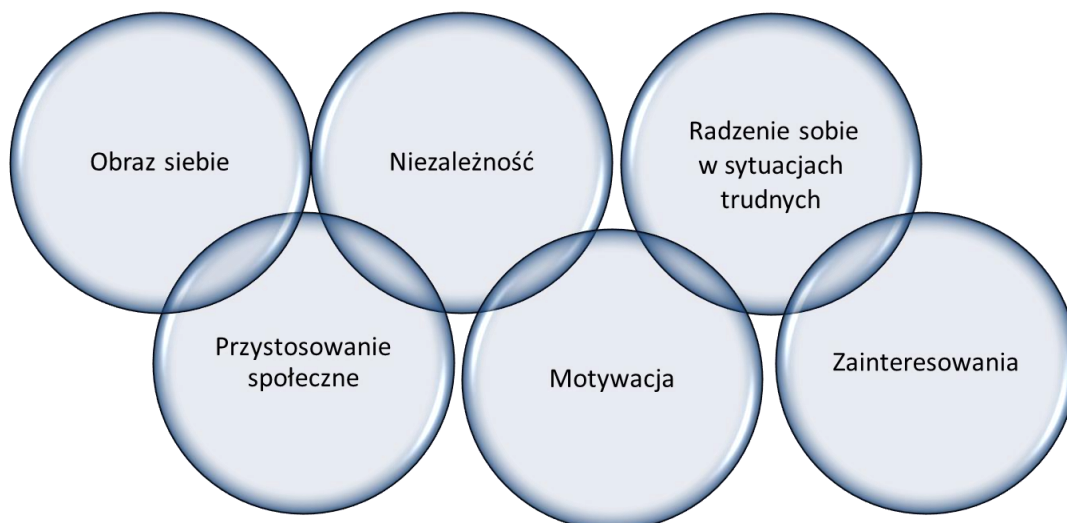 Obraz siebie
Niezależność
Radzenie sobie
w sytuacjach
trudnych
Przystosowanie
społeczne
Motywacja
Zainteresowania